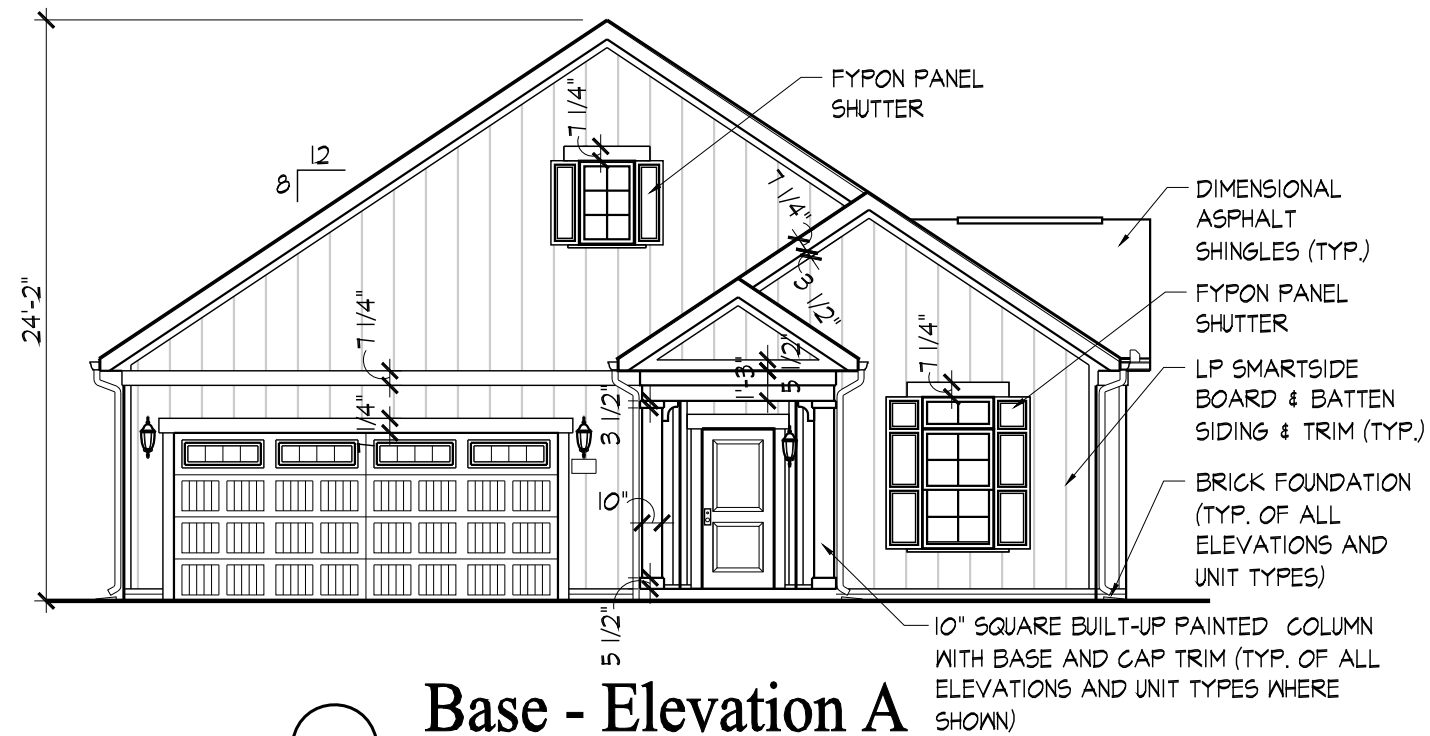 FYPON PANEL
SHUTTER
7 1/4"
12
8
7 1/4"
DIMENSIONAL
ASPHALT
SHINGLES (TYP.)
24'-2"
3 1/2"
FYPON PANEL
SHUTTER
7 1/4"
7 1/4"
5 1/2"
1'-3"
LP SMARTSIDE
BOARD & BATTEN
SIDING & TRIM (TYP.)
7 1/4"
3 1/2"
10"
BRICK FOUNDATION
(TYP. OF ALL
ELEVATIONS AND
UNIT TYPES)
5 1/2"
10" SQUARE BUILT-UP PAINTED COLUMN
WITH BASE AND CAP TRIM (TYP. OF ALL
ELEVATIONS AND UNIT TYPES WHERE
SHOWN)
Base - Elevation A